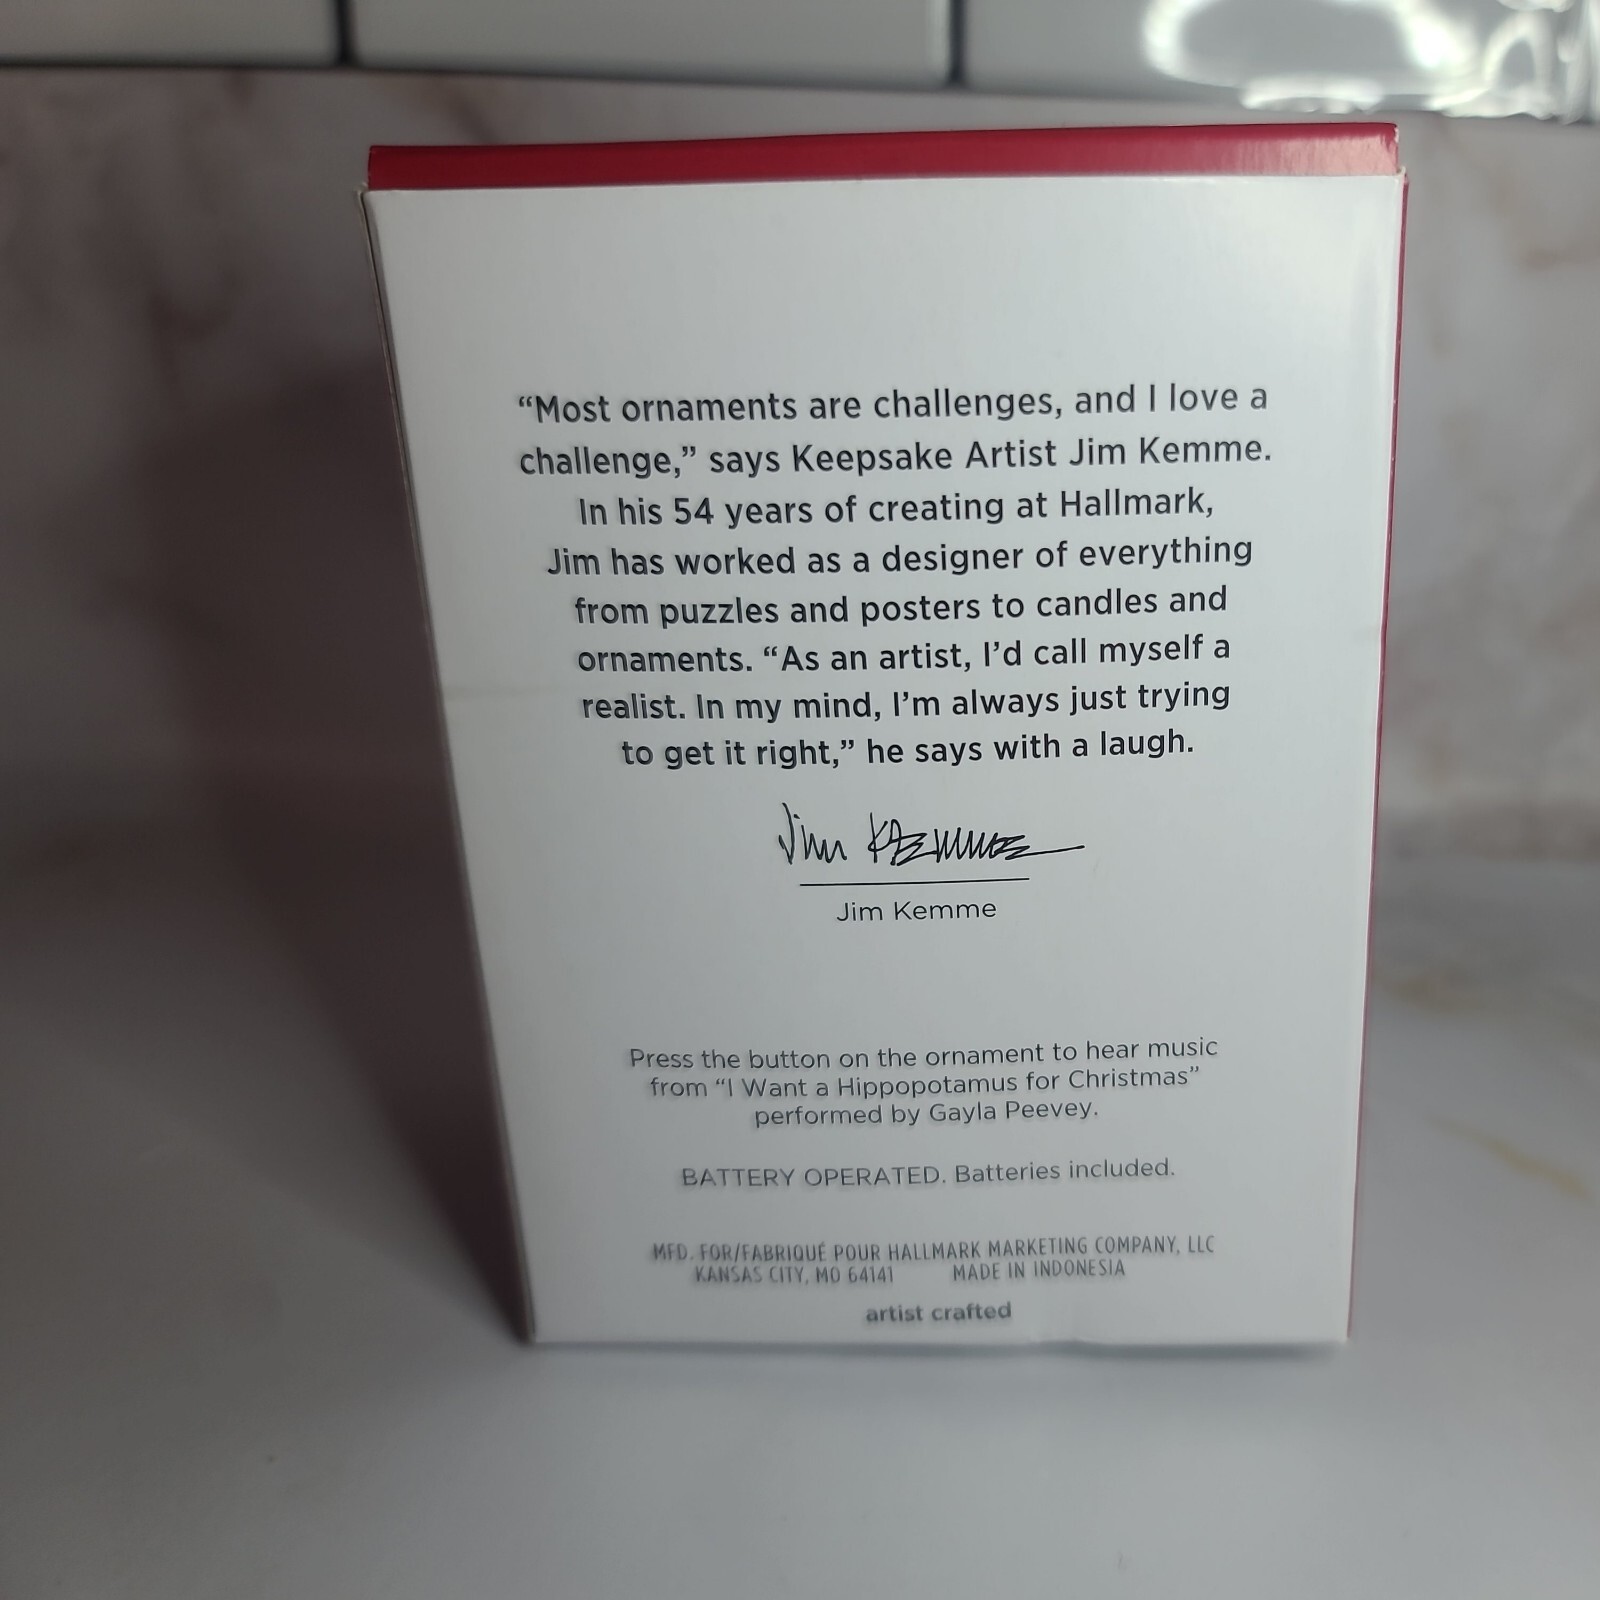 “Most ornaments are challenges, and I love a
challenge,” says Keepsake Artist Jim Kemme.
In his 54 years of creating at Hallmark,
Jim has worked as a designer of everything
from puzzles and posters to candles and
ornaments. “As an artist, I’d call myself a
realist. In my mind, I’m always just trying
to get it right,” he says with a laugh.
Jim Kemme
Jim Kemme
Press the button on the ornament to hear music
from “I Want a Hippopotamus for Christmas”
performed by Gayla Peevey.
BATTERY OPERATED. Batteries included.
MFD. FOR/FABRIQUÉ POUR HALLMARK MARKETING COMPANY, LLC
KANSAS CITY, MO 64141 MADE IN INDONESIA
artist crafted